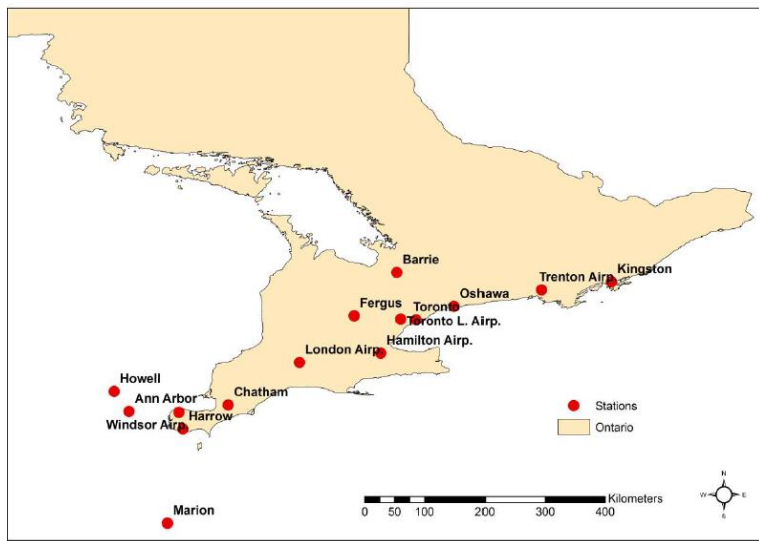 Barrie
Kingston
Trenton Airp.
Oshawa
Fergus
Toronto
Toronto L. Airp.
Hamilton Airp.
London Airp.
Howell
Ann Arbor
Chatham
Harrow
Windsor Airp.
Stations
Ontario
Marion
Kilometers
0 50 100 200 300 400
N
W E
S